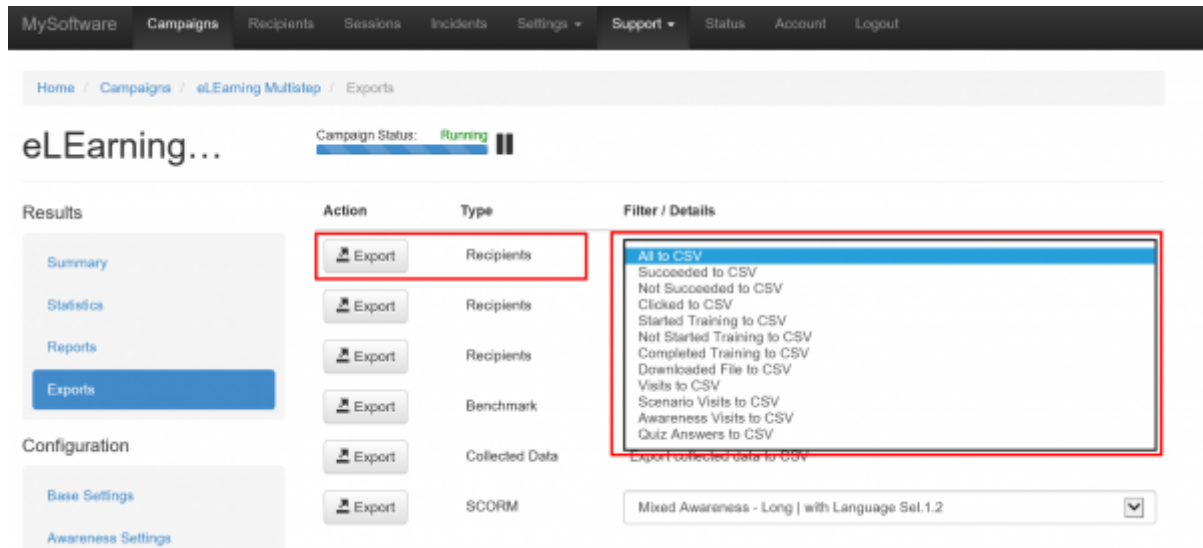 MySoftware Campaigns Recipients Sessions Incidents Settings Support Status Account Logout
Home / Campaigns / eLEarning Multistep / Exports
eLEarning...
Campaign Status: Running
Results
Summary
Statistics
Reports
Exports
Configuration
Base Settings
Awareness Settings
Action Type Filter / Details
Export Recipients
All to CSV
Succeeded to CSV
Not Succeeded to CSV
Clicked to CSV
Started Training to CSV
Not Started Training to CSV
Completed Training to CSV
Downloaded File to CSV
Visits to CSV
Scenario Visits to CSV
Awareness Visits to CSV
Quiz Answers to CSV
Export Recipients
Export Recipients
Export Benchmark
Export Collected Data Export collected data to CSV
Export SCORM Mixed Awareness - Long | with Language Sel.1.2